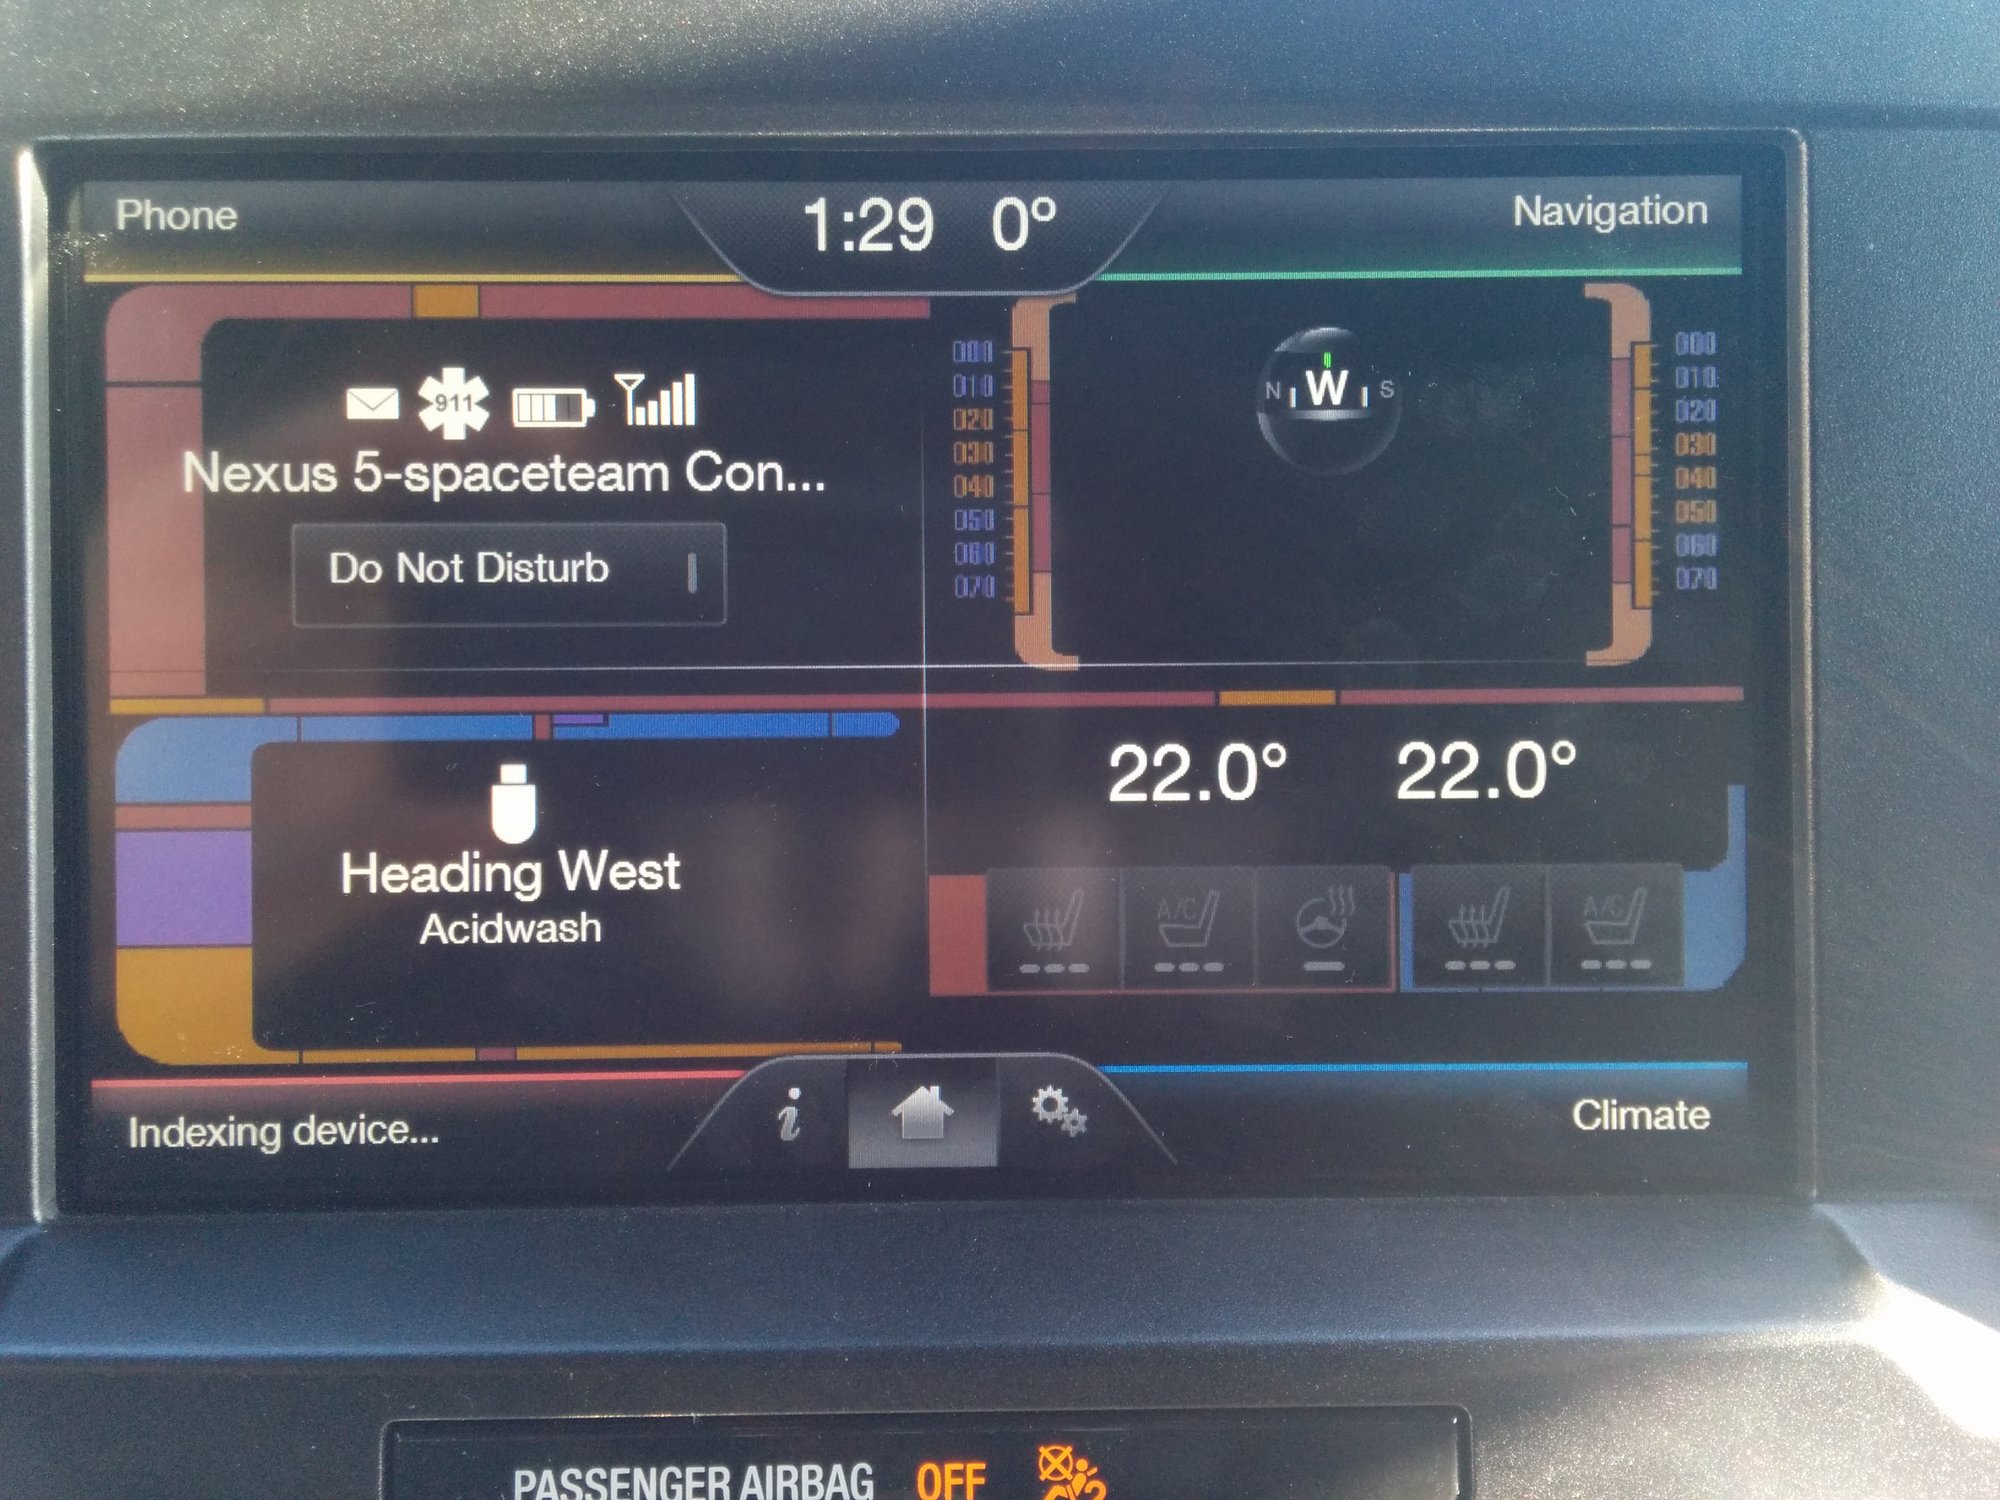 Phone
1:29 0°
Navigation
911
Nexus 5-spaceteam Con...
Do Not Disturb
000
010
020
030
040
050
060
070
N W S
000
010
020
030
040
050
060
070
22.0° 22.0°
Heading West
Acidwash
A/C
A/C
Indexing device...
i
Climate
PASSENGER AIRBAG OFF
2